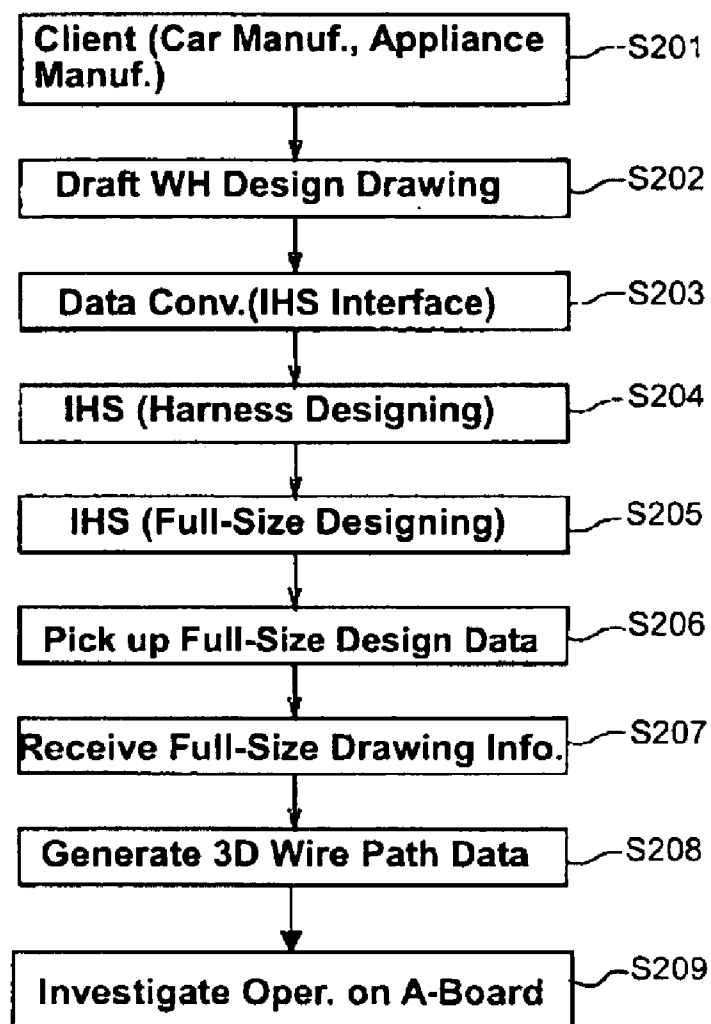 Client (Car Manuf., Appliance
Manuf.)
S201
Draft WH Design Drawing
S202
Data Conv.(IHS Interface)
S203
IHS (Harness Designing)
S204
IHS (Full-Size Designing)
S205
Pick up Full-Size Design Data
S206
Receive Full-Size Drawing Info.
S207
Generate 3D Wire Path Data
S208
Investigate Oper. on A-Board
S209